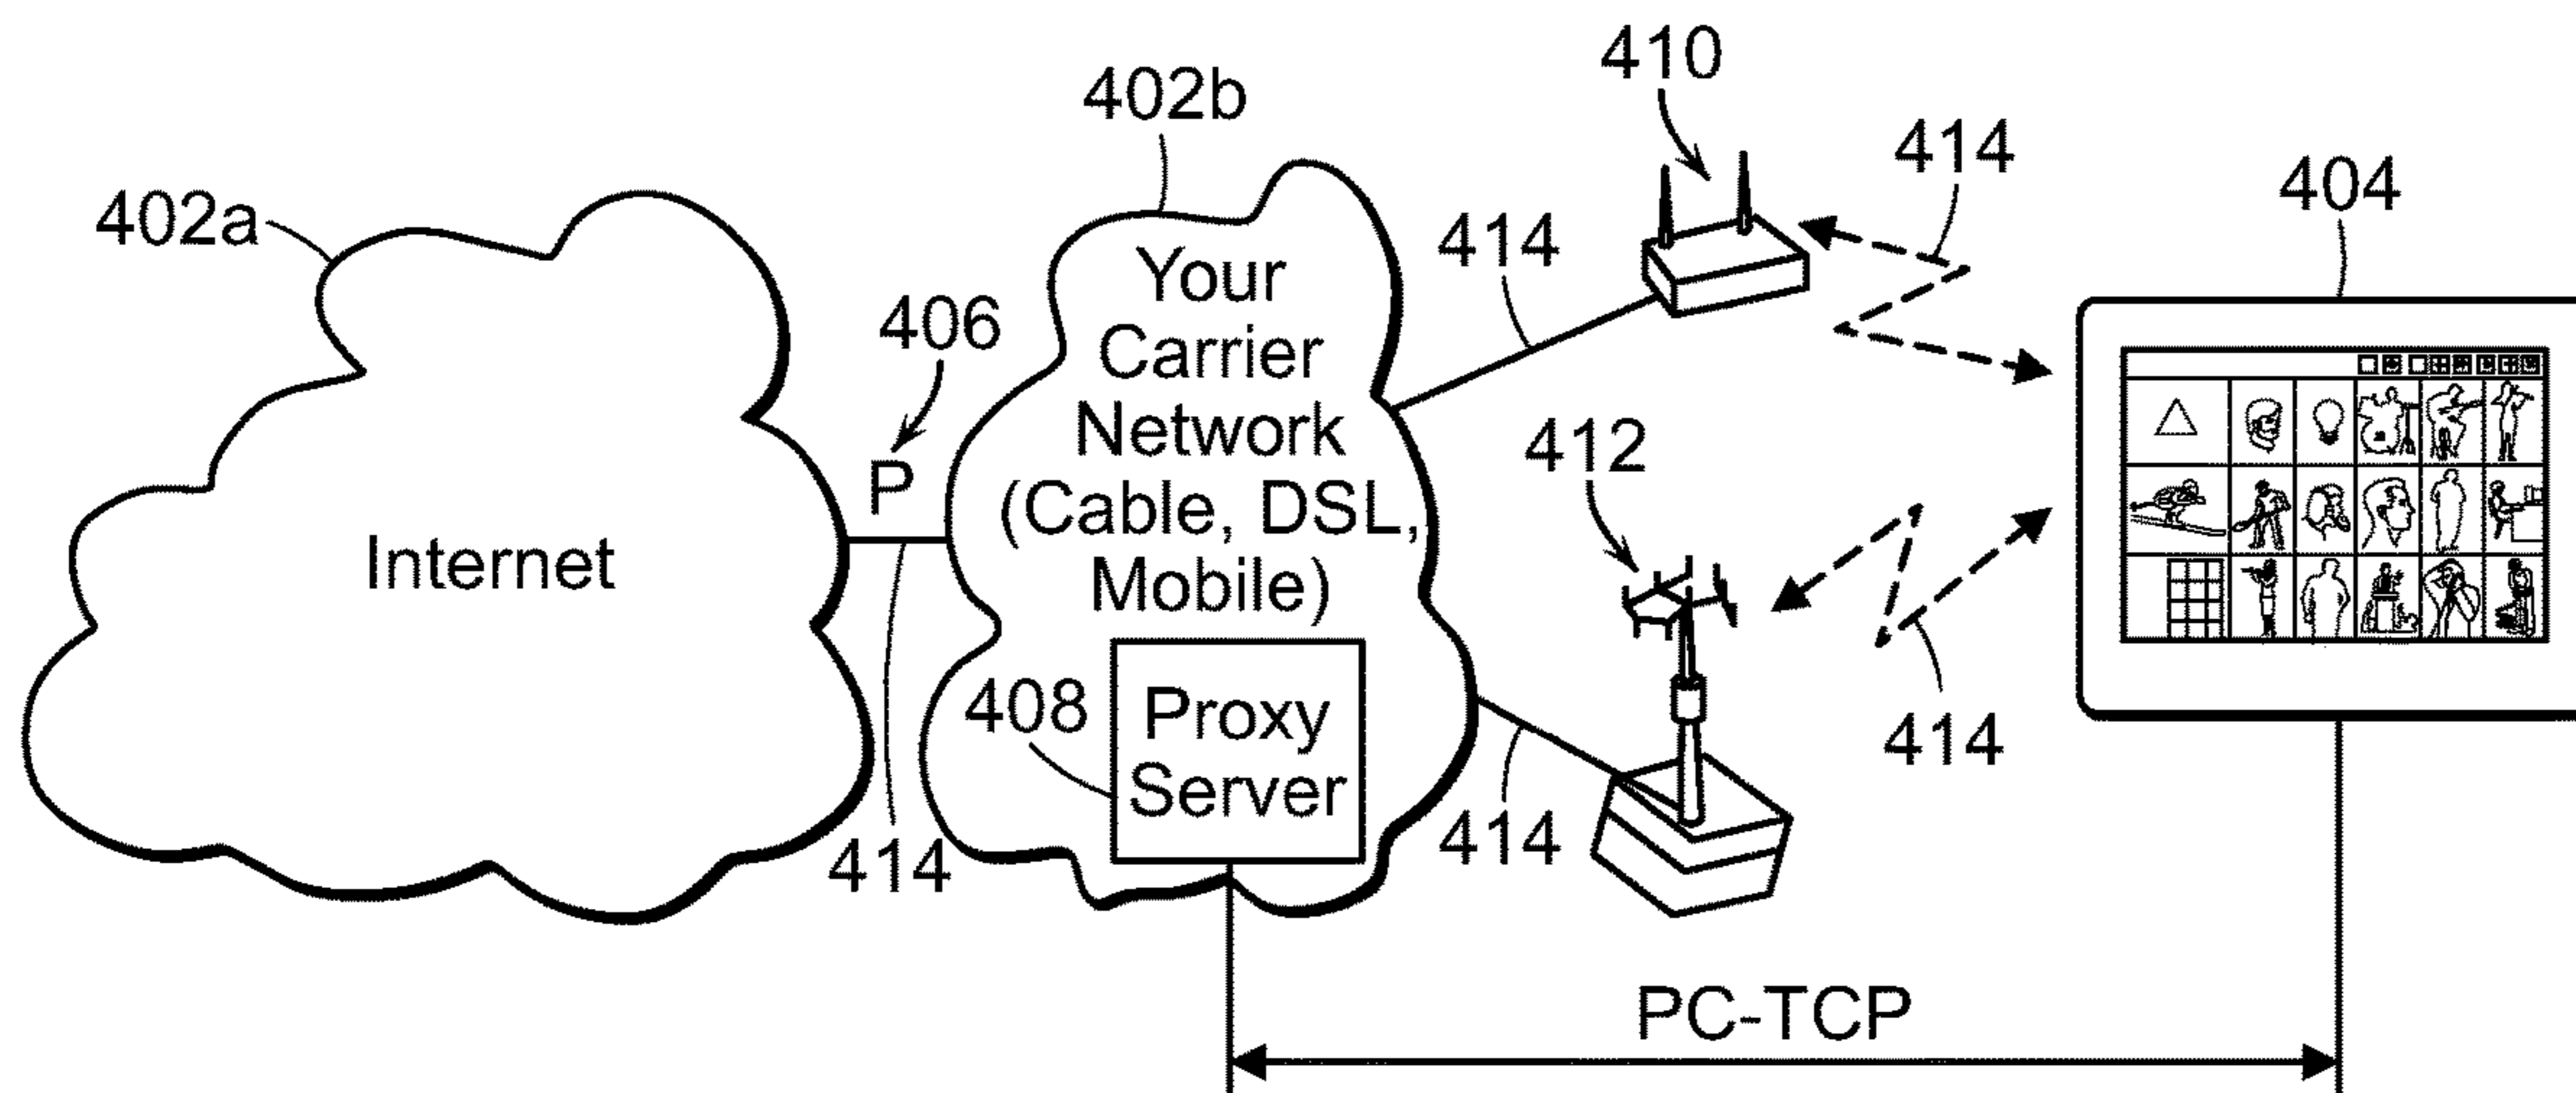 410
402b
414
404
402a
414
Your
Carrier
Network
(Cable, DSL,
Mobile)
406
P
412
Internet
408
Proxy
Server
414
414
414
PC-TCP